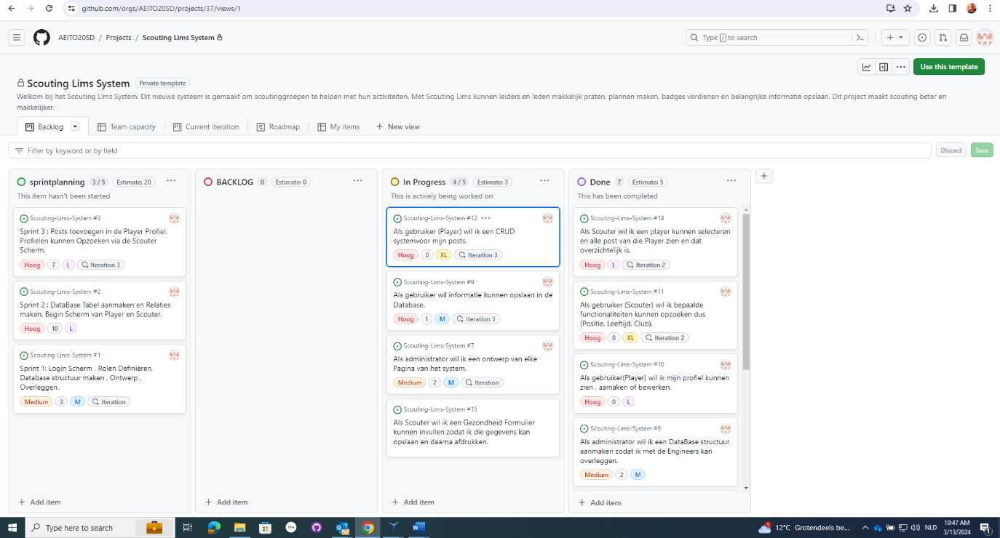 github.com/orgs/AEITO20SD/projects/37/views/1
AEITO20SD / Projects / Scouting Lims System
Type / to search
Scouting Lims System Private template
Use this template
Welkom bij het Scouting Lims System. Dit nieuwe systeem is gemaakt om scoutinggroepen te helpen met hun activiteiten. Met Scouting Lims kunnen leiders en leden makkelijk praten, plannen maken, badges verdienen en belangrijke informatie opslaan. Dit project maakt scouting beter en
makkelijker.
Backlog Team capacity Current iteration Roadmap My items + New view
Filter by keyword or by field
Discard Save
sprintplanning 3 / 5 Estimate: 20 ...
This item hasn't been started
Scouting-Lims-System #3
Sprint 3 : Posts toevoegen in de Player Profiel,
Profielen kunnen Opzoeken via de Scouter
Scherm.
Hoog 7 L Iteration 3
Scouting-Lims-System #2
Sprint 2 : DataBase Tabel aanmaken en Relaties
maken, Begin Scherm van Player en Scouter.
Hoog 10 L
Scouting-Lims-System #1
Sprint 1: Login Scherm , Rolen Definiëren,
Database structuur maken , Ontwerp ,
Overleggen.
Medium 3 M Iteration
+ Add item
BACKLOG 0 Estimate: 0 ...
+ Add item
In Progress 4 / 5 Estimate: 3 ...
This is actively being worked on
Scouting-Lims-System #12 ...
Als gebruiker (Player) wil ik een CRUD
systemvoor mijn posts.
Hoog 0 XL Iteration 3
Scouting-Lims-System #9
Als gebruiker wil informatie kunnen opslaan in de
Database.
Hoog 1 M Iteration 3
Scouting-Lims-System #7
Als administrator wil ik een ontwerp van elke
Pagina van het system.
Medium 2 M Iteration
Scouting-Lims-System #15
Als Scouter wil ik een Gezondheid Formulier
kunnen invullen zodat ik die gegevens kan
opslaan en daarna afdrukken.
+ Add item
Done 7 Estimate: 5 ...
This has been completed
Scouting-Lims-System #14
Als Scouter wil ik een player kunnen selecteren
en alle post van die Player zien en dat
overzichtelijk is.
Hoog L Iteration 2
Scouting-Lims-System #11
Als gebruiker (Scouter) wil ik bepaalde
functionaliteiten kunnen opzoeken dus
(Positie, Leeftijd, Club).
Hoog 0 XL Iteration 2
Scouting-Lims-System #10
Als gebruiker(Player) wil ik mijn profiel kunnen
zien , aamaken of bewerken.
Hoog 0 L
Scouting-Lims-System #6
Als administrator wil ik een DataBase structuur
aanmaken zodat ik met de Engineers kan
overleggen.
Medium 2 M
+ Add item
Type here to search
12°C Grotendeels be...
NLD
10:47 AM
3/13/2024